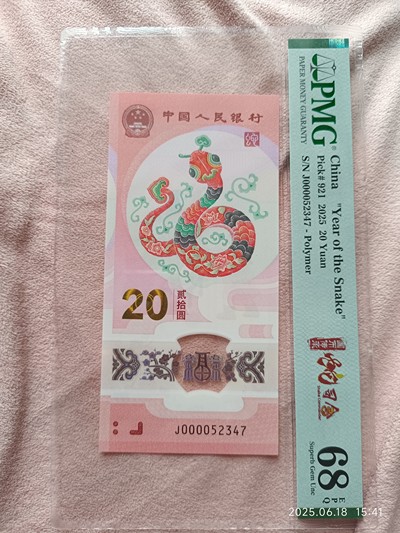 中国人民银行
20
贰拾圆
J000052347
PMG
PAPER MONEY GUARANTY
China "Year of the Snake"
Pick# 921 2025 20 Yuan
S/N J000052347 - Polymer
68 EPQ
Superb Gem Unc
2025.06.18 15:41